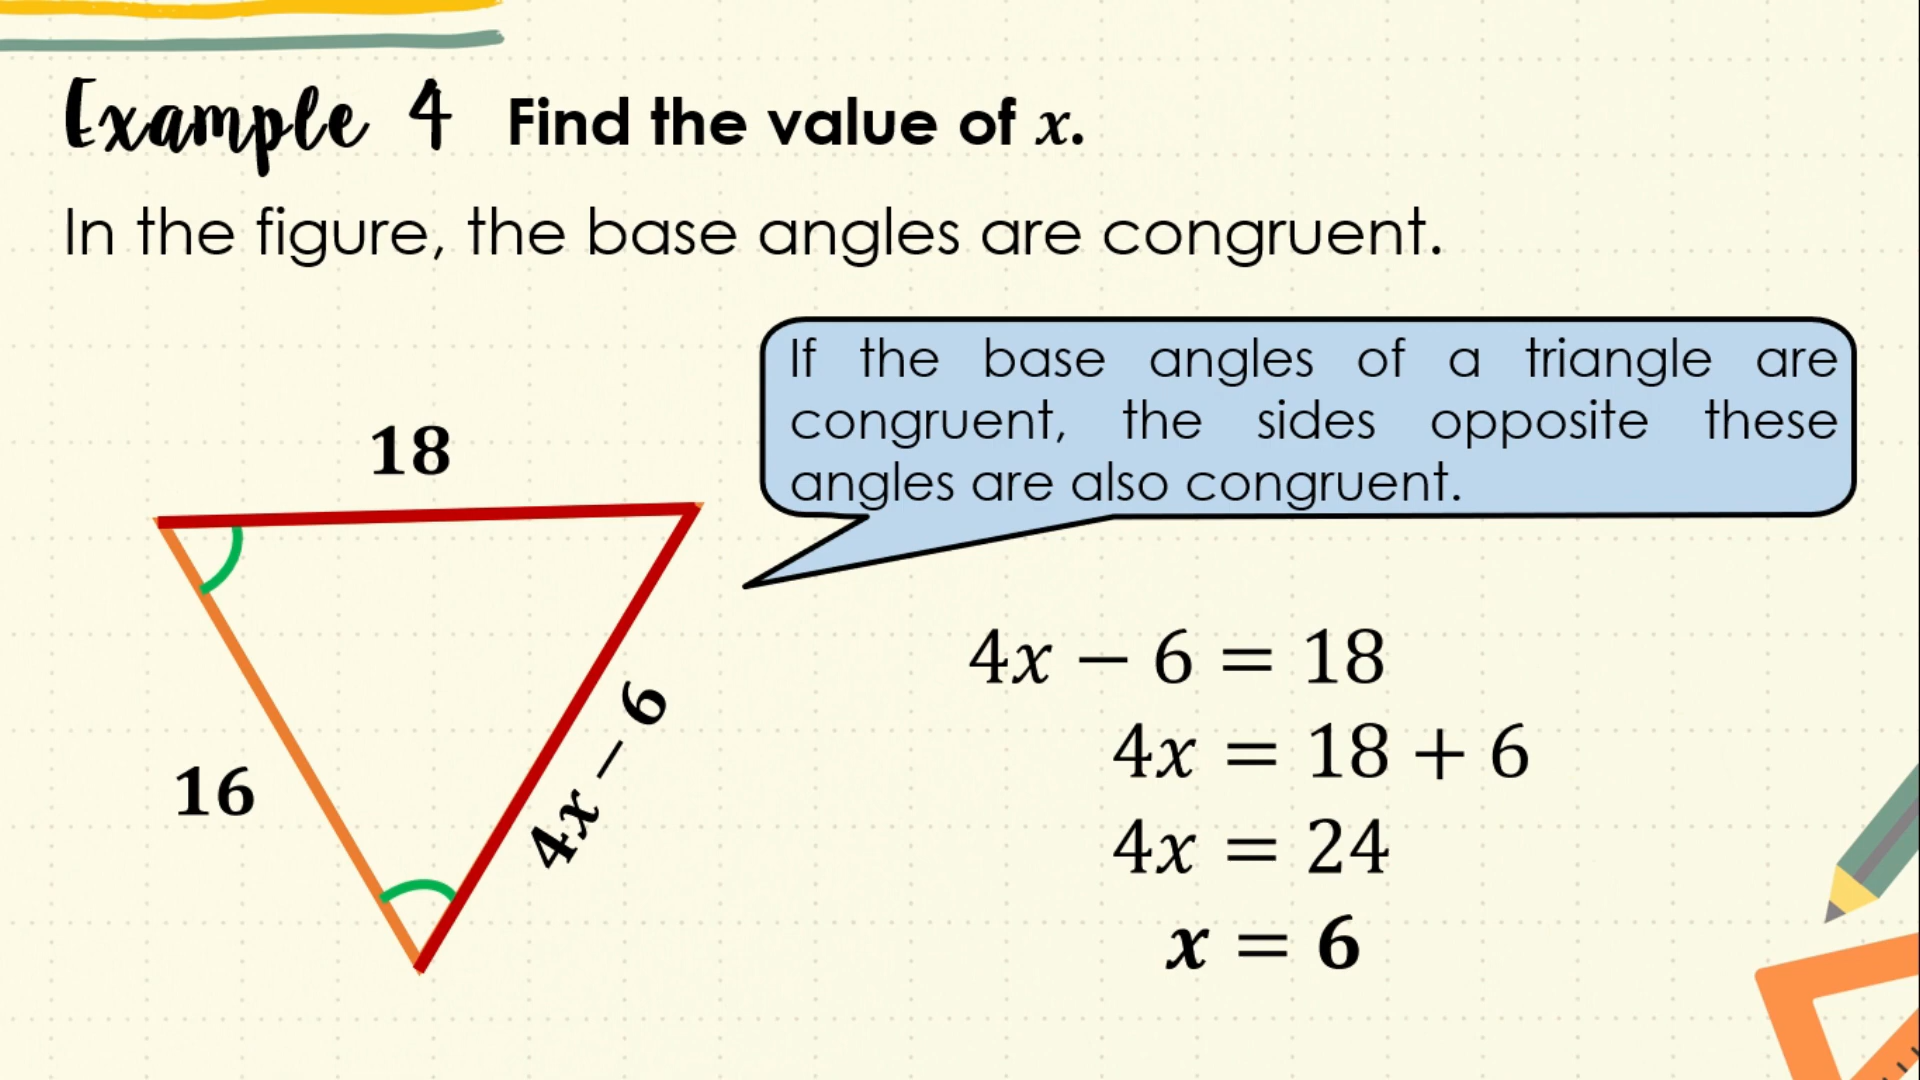 Example 4 Find the value of x.
In the figure, the base angles are congruent.
If the base angles of a triangle are
congruent, the sides opposite these
angles are also congruent.
18
16
4x − 6
4x − 6 = 18
4x = 18 + 6
4x = 24
x = 6